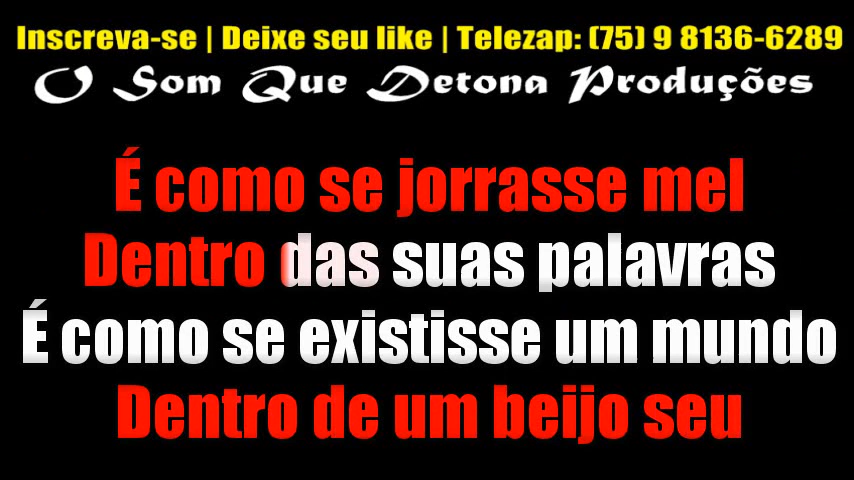 Inscreva-se | Deixe seu like | Telezap: (75) 9 8136-6289
O Som Que Detona Produções
É como se jorrasse mel
Dentro das suas palavras
É como se existisse um mundo
Dentro de um beijo seu